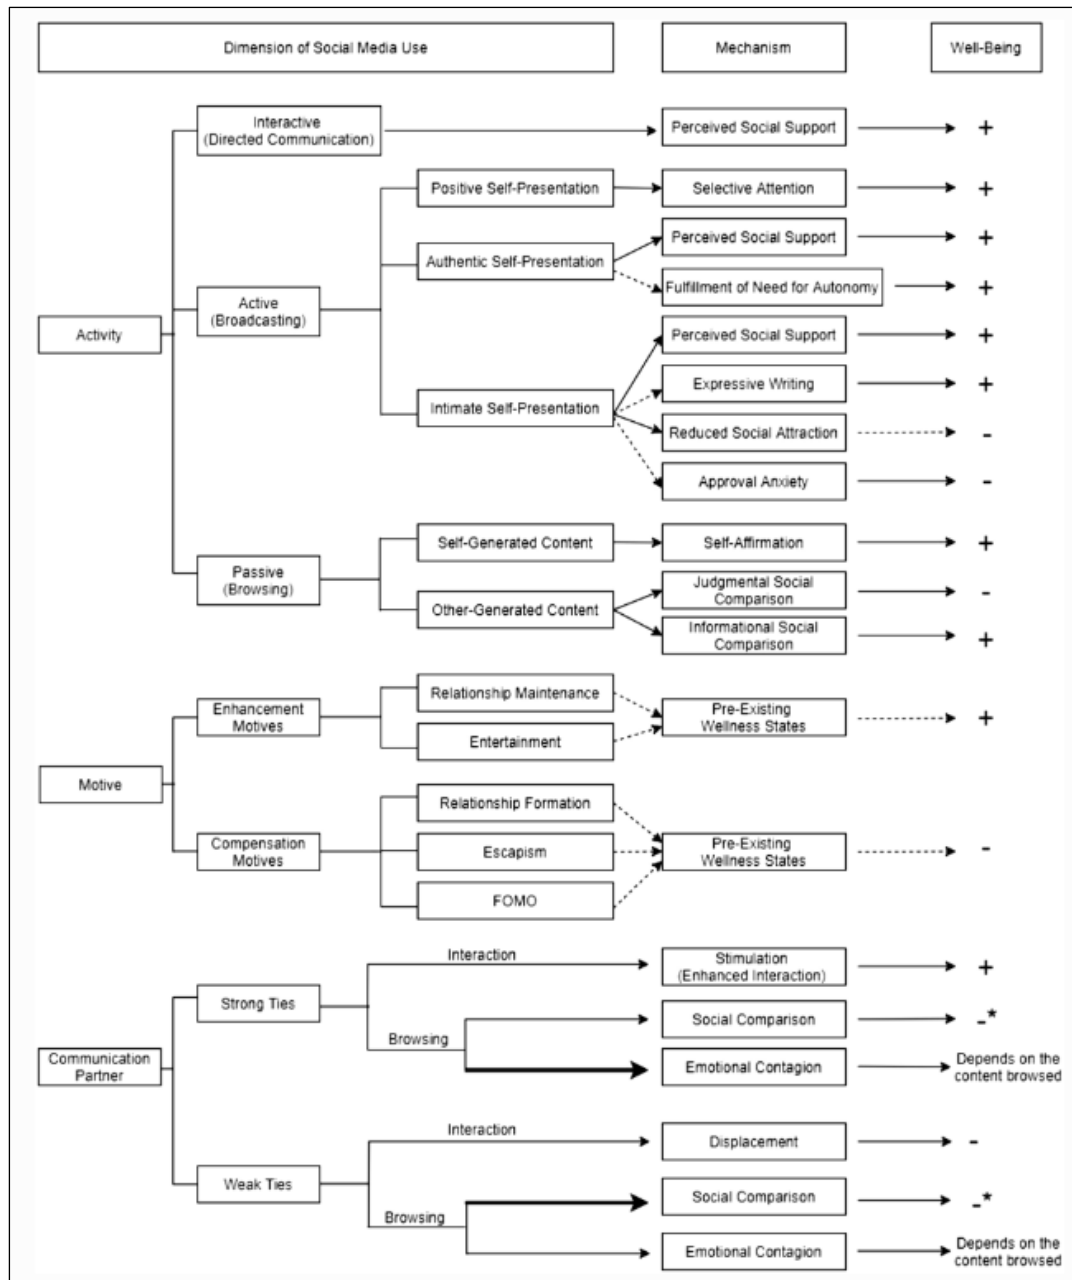 Dimension of Social Media Use
Mechanism
Well-Being
Activity
Interactive
(Directed Communication)
Perceived Social Support
+
Active
(Broadcasting)
Positive Self-Presentation
Selective Attention
+
Authentic Self-Presentation
Perceived Social Support
+
Fulfillment of Need for Autonomy
+
Intimate Self-Presentation
Perceived Social Support
+
Expressive Writing
+
Reduced Social Attraction
-
Approval Anxiety
-
Passive
(Browsing)
Self-Generated Content
Self-Affirmation
+
Other-Generated Content
Judgmental Social
Comparison
-
Informational Social
Comparison
+
Motive
Enhancement
Motives
Relationship Maintenance
Entertainment
Pre-Existing
Wellness States
+
Compensation
Motives
Relationship Formation
Escapism
FOMO
Pre-Existing
Wellness States
-
Communication
Partner
Strong Ties
Interaction
Stimulation
(Enhanced Interaction)
+
Browsing
Social Comparison
-*
Emotional Contagion
Depends on the
content browsed
Weak Ties
Interaction
Displacement
-
Browsing
Social Comparison
-*
Emotional Contagion
Depends on the
content browsed